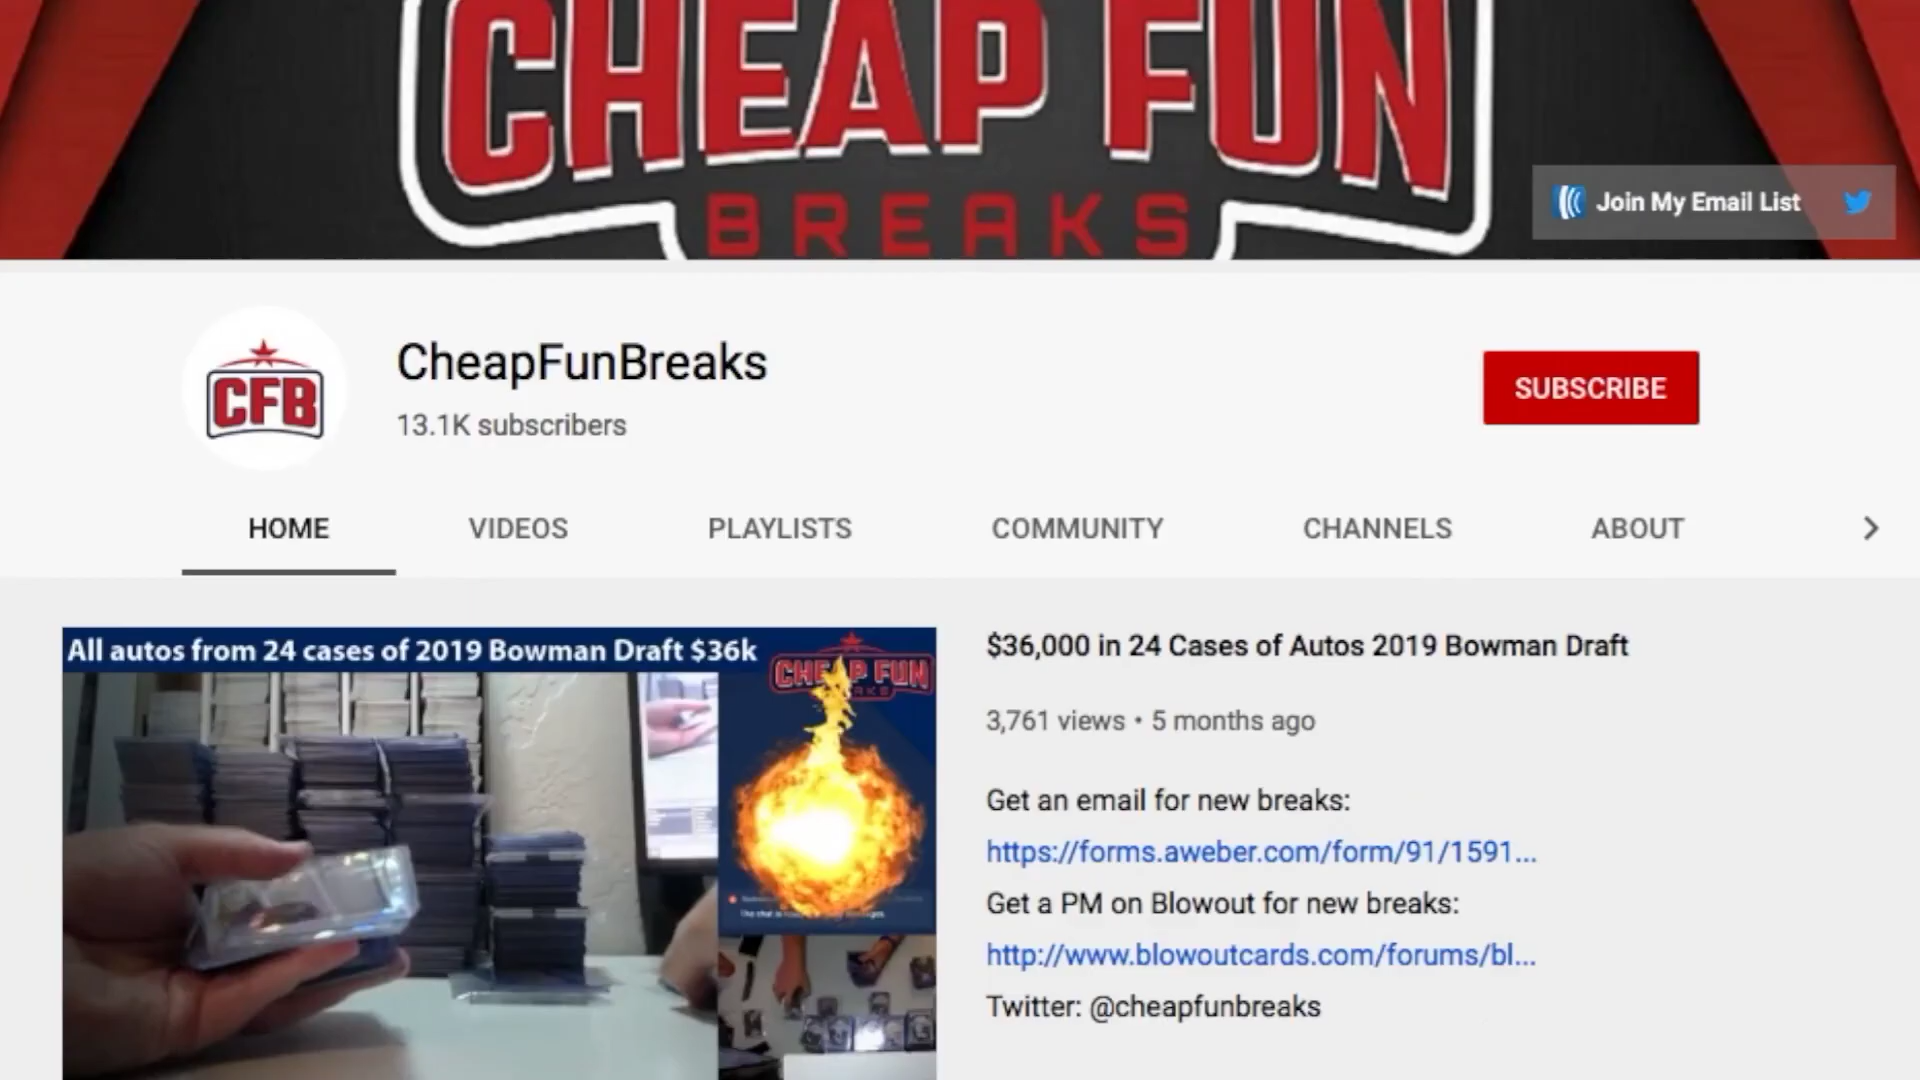 CHEAP FUN
BREAKS
Join My Email List
CFB
CheapFunBreaks
13.1K subscribers
SUBSCRIBE
HOME
VIDEOS
PLAYLISTS
COMMUNITY
CHANNELS
ABOUT
All autos from 24 cases of 2019 Bowman Draft $36k
CHEAP FUN
$36,000 in 24 Cases of Autos 2019 Bowman Draft
3,761 views • 5 months ago
Get an email for new breaks:
https://forms.aweber.com/form/91/1591...
Get a PM on Blowout for new breaks:
http://www.blowoutcards.com/forums/bl...
Twitter: @cheapfunbreaks